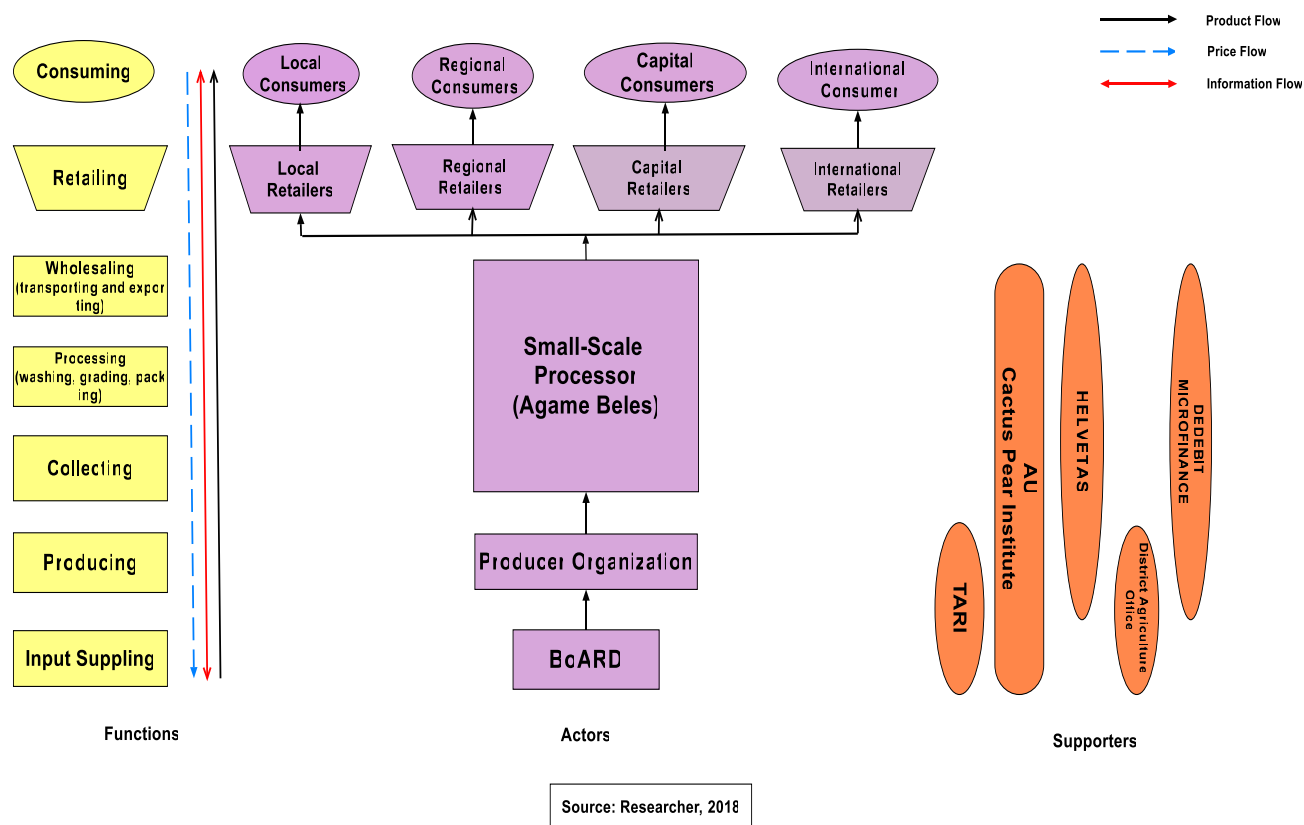 Product Flow
Price Flow
Information Flow
Consuming
Local
Consumers
Regional
Consumers
Capital
Consumers
International
Consumer
Retailing
Local
Retailers
Regional
Retailers
Capital
Retailers
International
Retailers
Wholesaling
(transporting and expor
ting)
Processing
(washing, grading, pack
ing)
Collecting
Producing
Input Suppling
Small-Scale
Processor
(Agame Beles)
Producer Organization
BoARD
TARI
AU
Cactus Pear Institute
HELVETAS
District Agriculture
Office
DEDEBIT
MICROFINANCE
Functions
Actors
Supporters
Source: Researcher, 2018